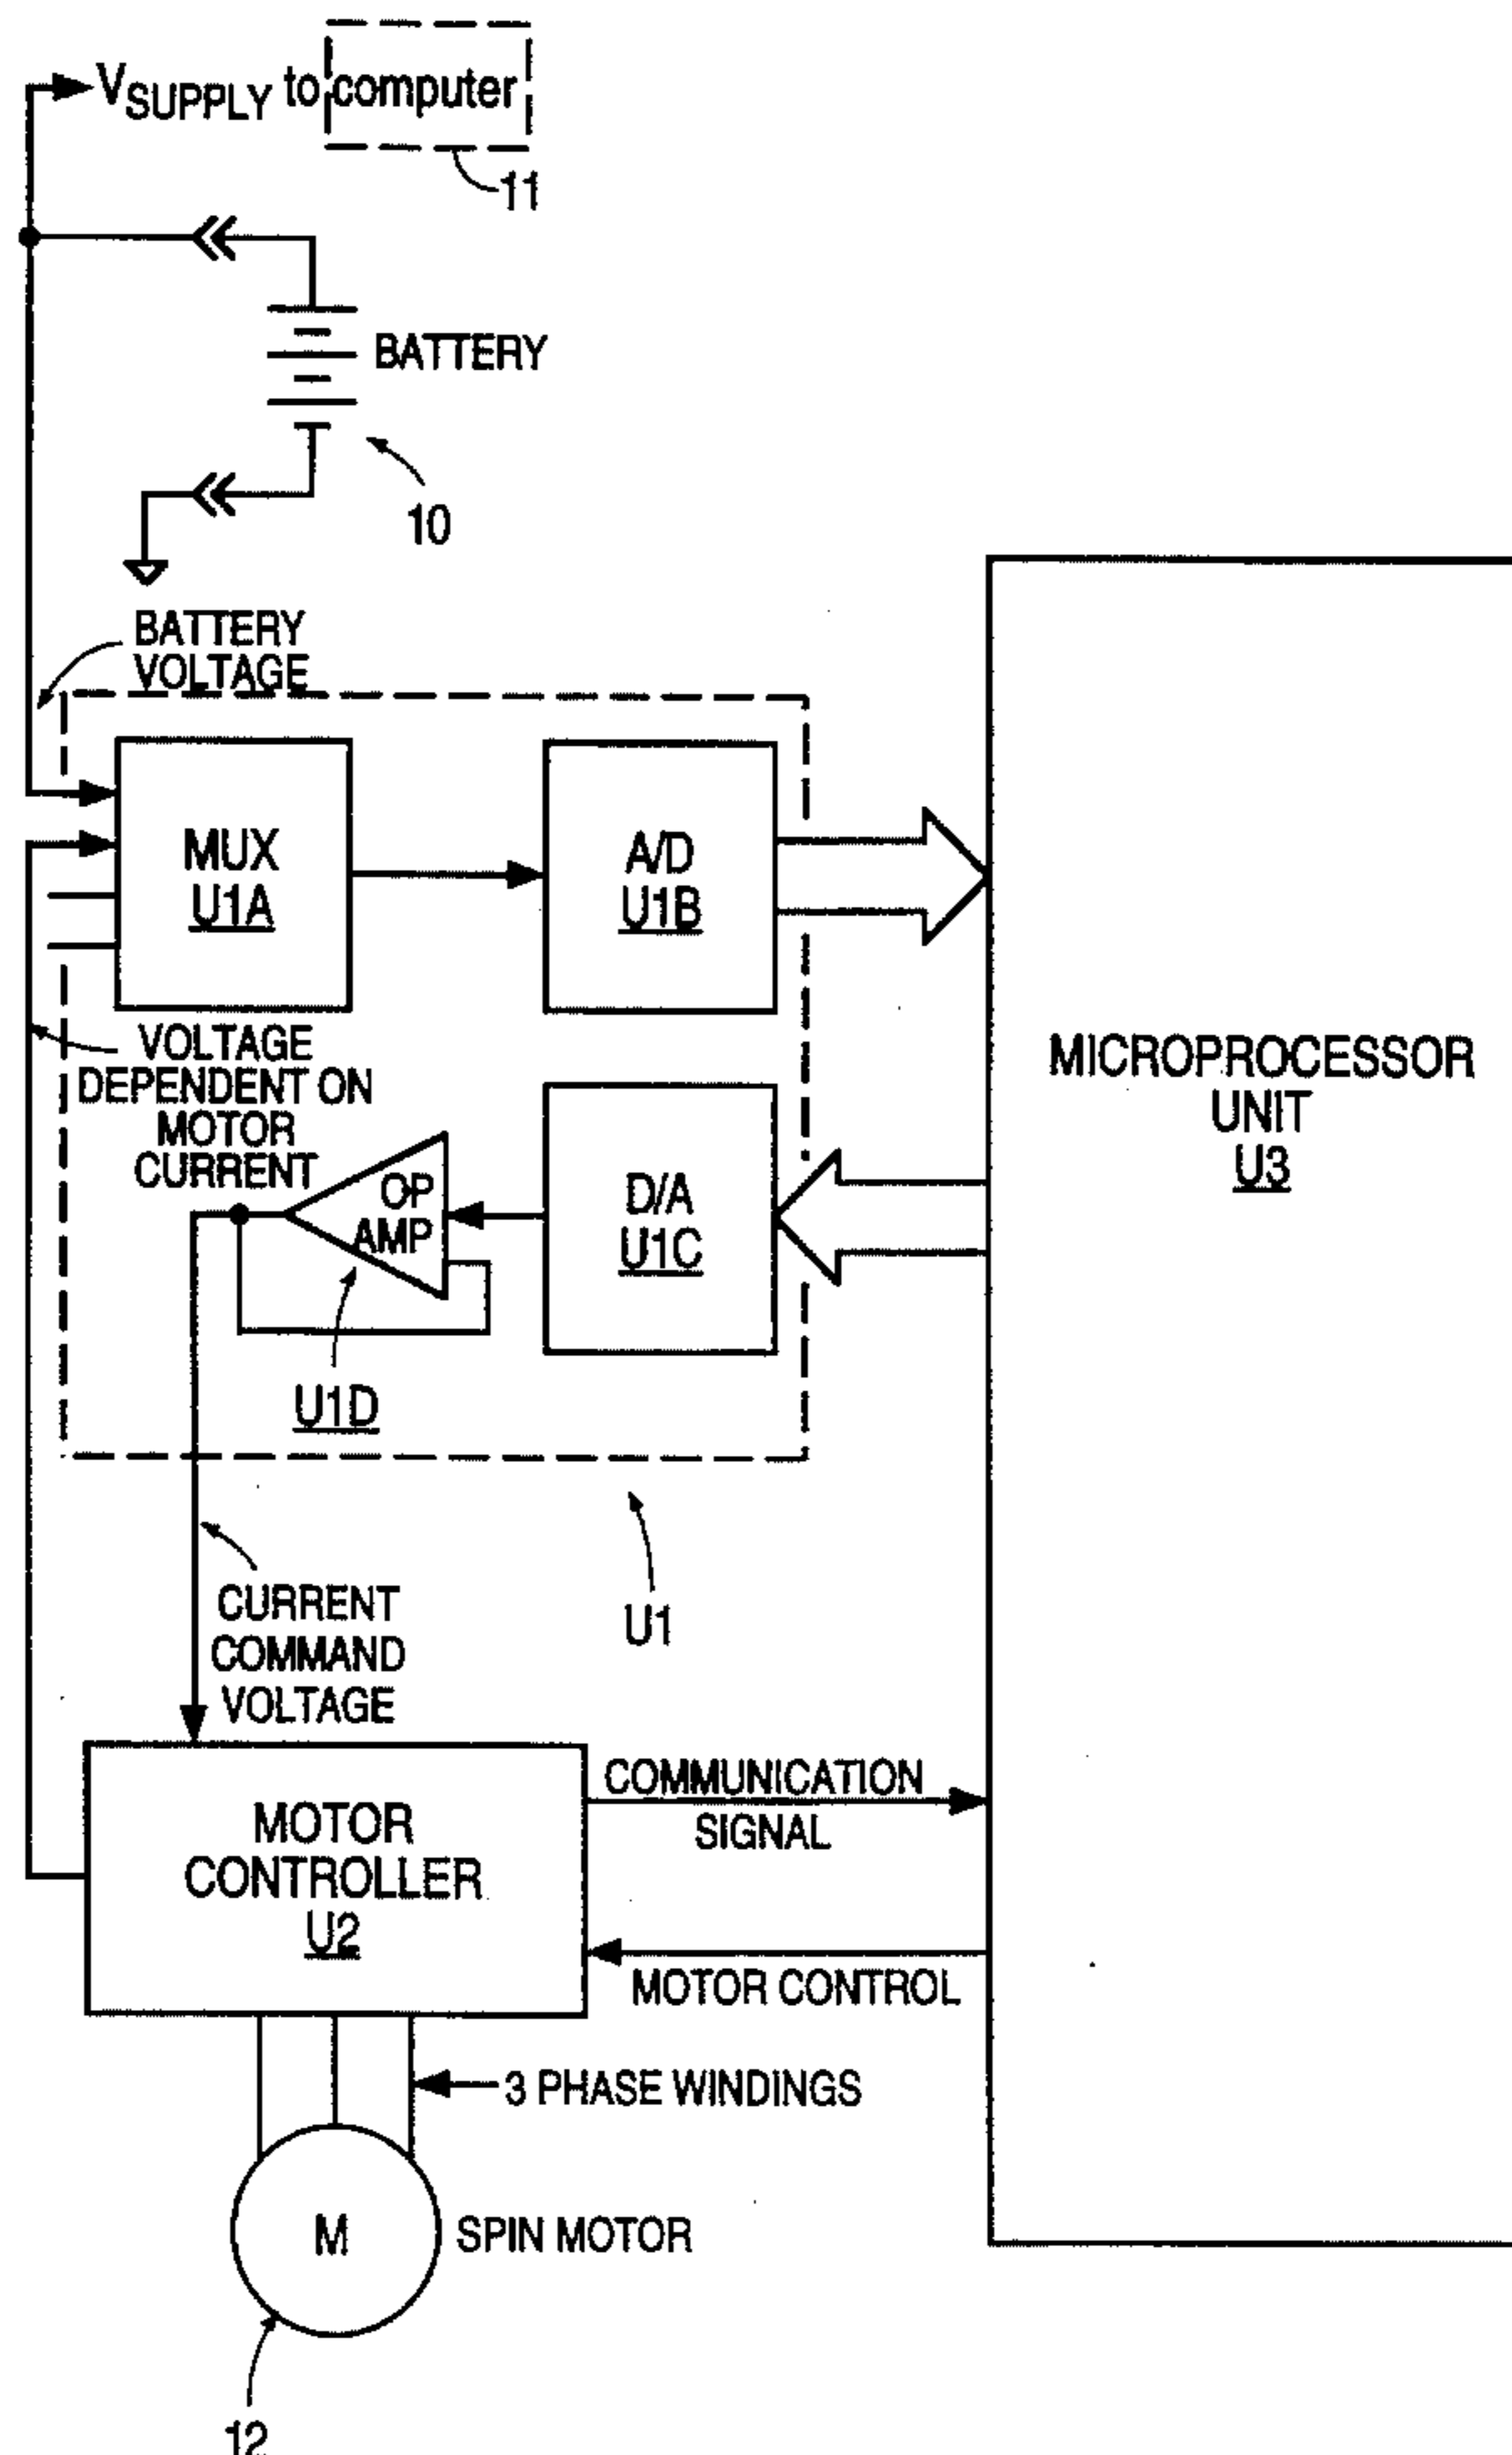 VSUPPLY to computer
11
BATTERY
10
BATTERY
VOLTAGE
MUX
U1A
A/D
U1B
VOLTAGE
DEPENDENT ON
MOTOR
CURRENT
OP
AMP
D/A
U1C
U1D
MICROPROCESSOR
UNIT
U3
U1
CURRENT
COMMAND
VOLTAGE
MOTOR
CONTROLLER
U2
COMMUNICATION
SIGNAL
MOTOR CONTROL
3 PHASE WINDINGS
M
SPIN MOTOR
12